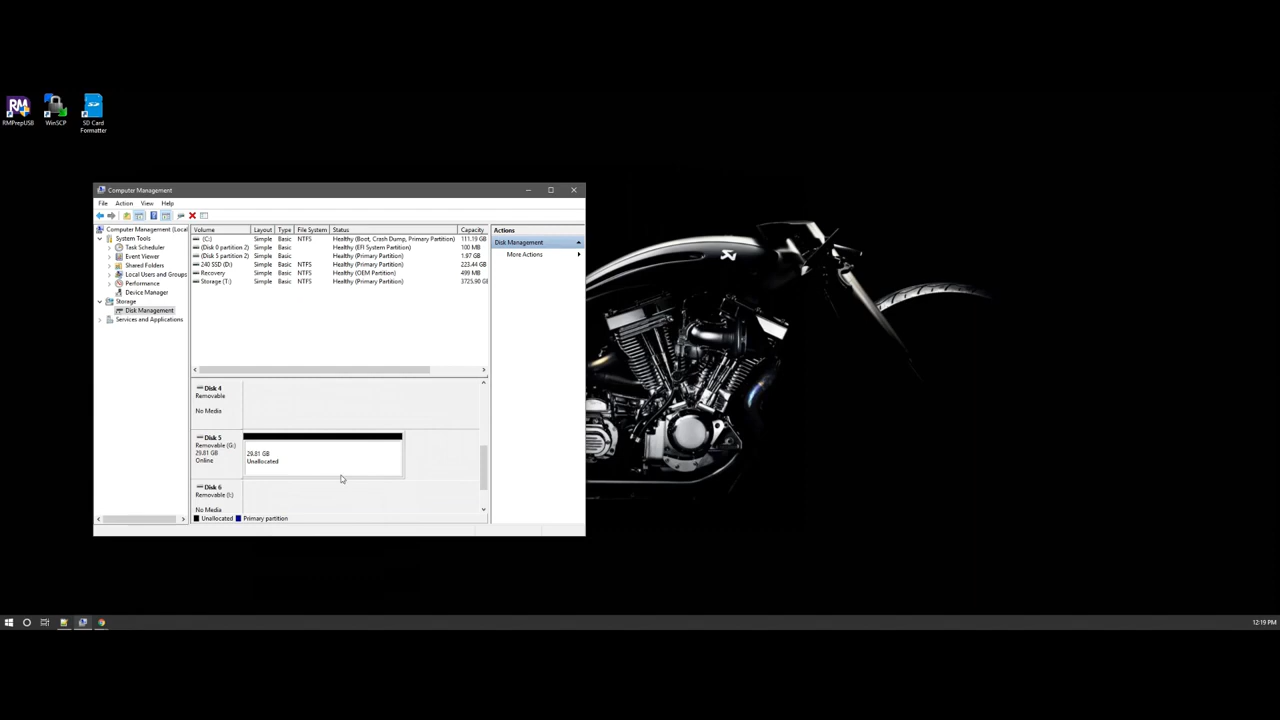 RM
RMPrepUSB
WinSCP
SD Card
Formatter
Computer Management
File Action View Help
Computer Management (Local
System Tools
Task Scheduler
Event Viewer
Shared Folders
Local Users and Groups
Performance
Device Manager
Storage
Disk Management
Services and Applications
Volume Layout Type File System Status Capacity
(C:) Simple Basic NTFS Healthy (Boot, Crash Dump, Primary Partition) 111.19 GB
(Disk 0 partition 2) Simple Basic Healthy (EFI System Partition) 100 MB
(Disk 5 partition 2) Simple Basic Healthy (Primary Partition) 1.97 GB
240 SSD (D:) Simple Basic NTFS Healthy (Primary Partition) 223.44 GB
Recovery Simple Basic NTFS Healthy (OEM Partition) 499 MB
Storage (T:) Simple Basic NTFS Healthy (Primary Partition) 3725.90 GB
Disk 4
Removable
No Media
Disk 5
Removable (G:)
29.81 GB
Online
29.81 GB
Unallocated
Disk 6
Removable (I:)
No Media
Unallocated Primary partition
Actions
Disk Management
More Actions
12:19 PM